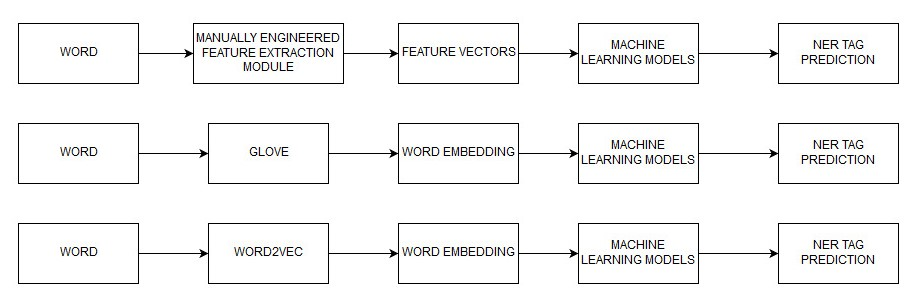 WORD
MANUALLY ENGINEERED
FEATURE EXTRACTION
MODULE
FEATURE VECTORS
MACHINE
LEARNING MODELS
NER TAG
PREDICTION
WORD
GLOVE
WORD EMBEDDING
MACHINE
LEARNING MODELS
NER TAG
PREDICTION
WORD
WORD2VEC
WORD EMBEDDING
MACHINE
LEARNING MODELS
NER TAG
PREDICTION